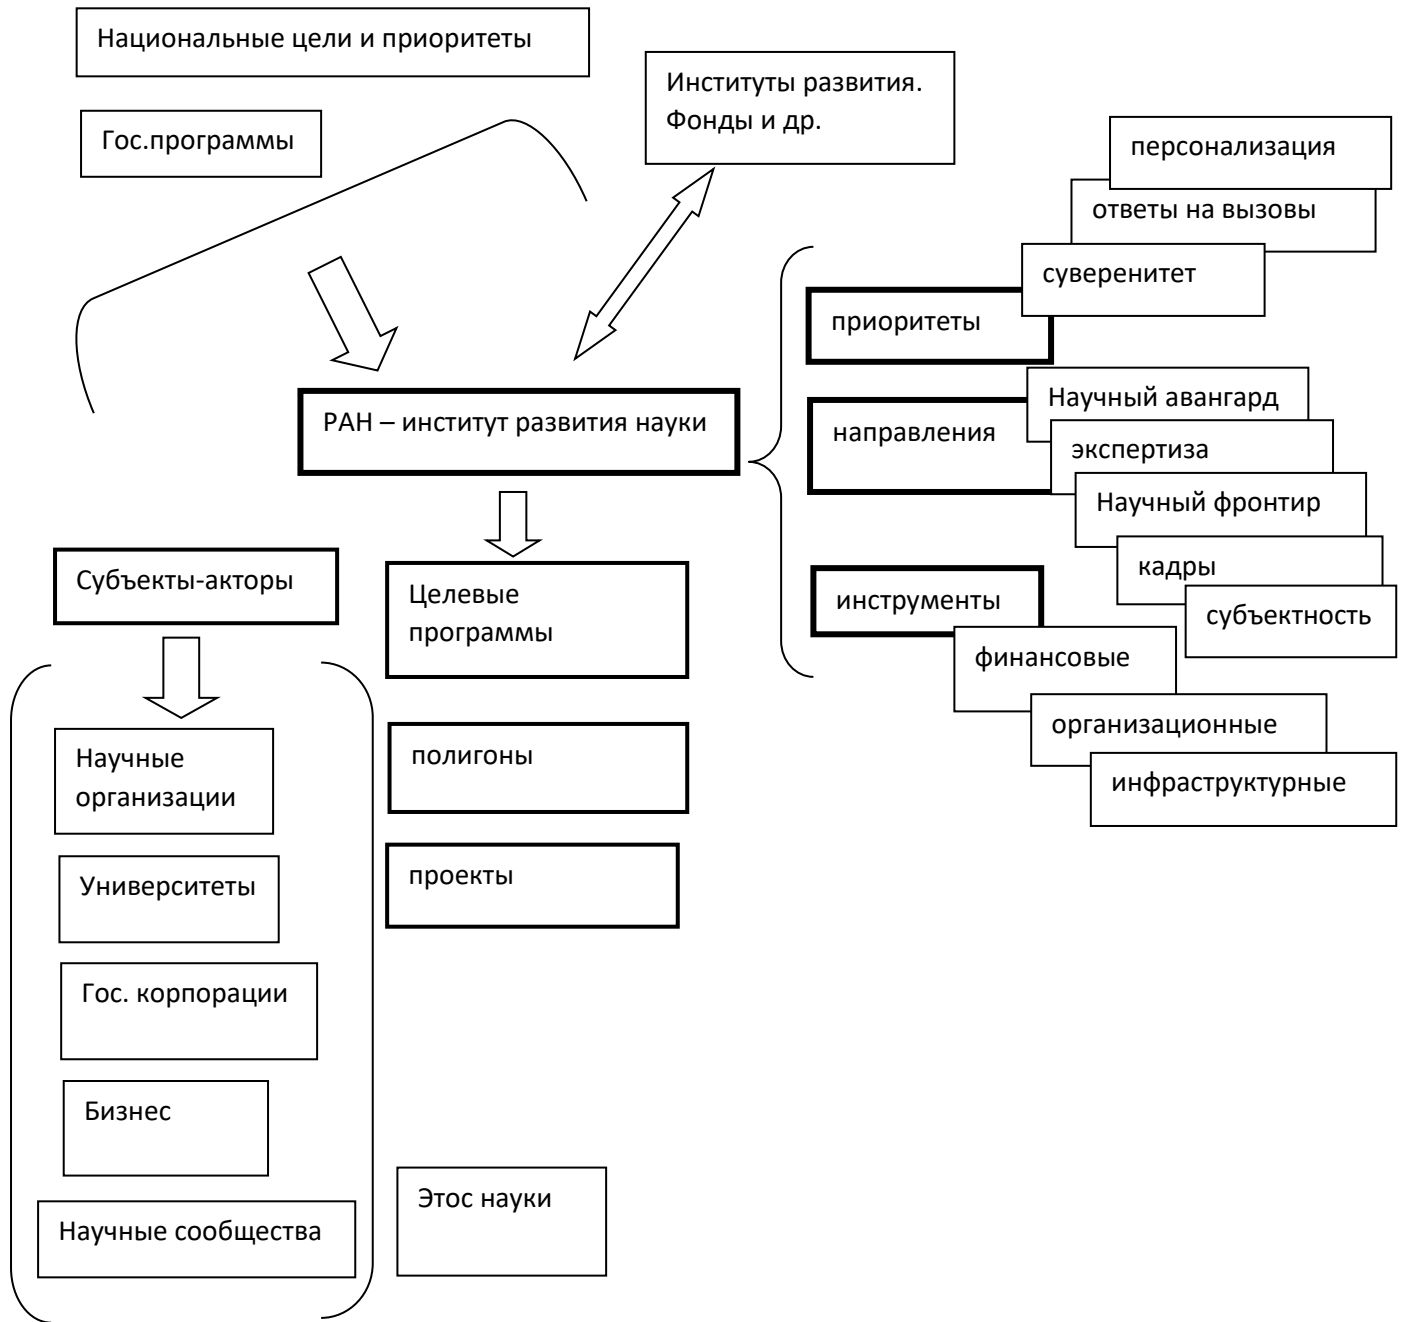 Национальные цели и приоритеты
Институты развития.
Фонды и др.
Гос.программы
персонализация
ответы на вызовы
суверенитет
приоритеты
Научный авангард
РАН – институт развития науки
направления
экспертиза
Научный фронтир
кадры
Субъекты-акторы
Целевые
программы
инструменты
субъектность
финансовые
организационные
инфраструктурные
Научные
организации
полигоны
Университеты
проекты
Гос. корпорации
Бизнес
Этос науки
Научные сообщества